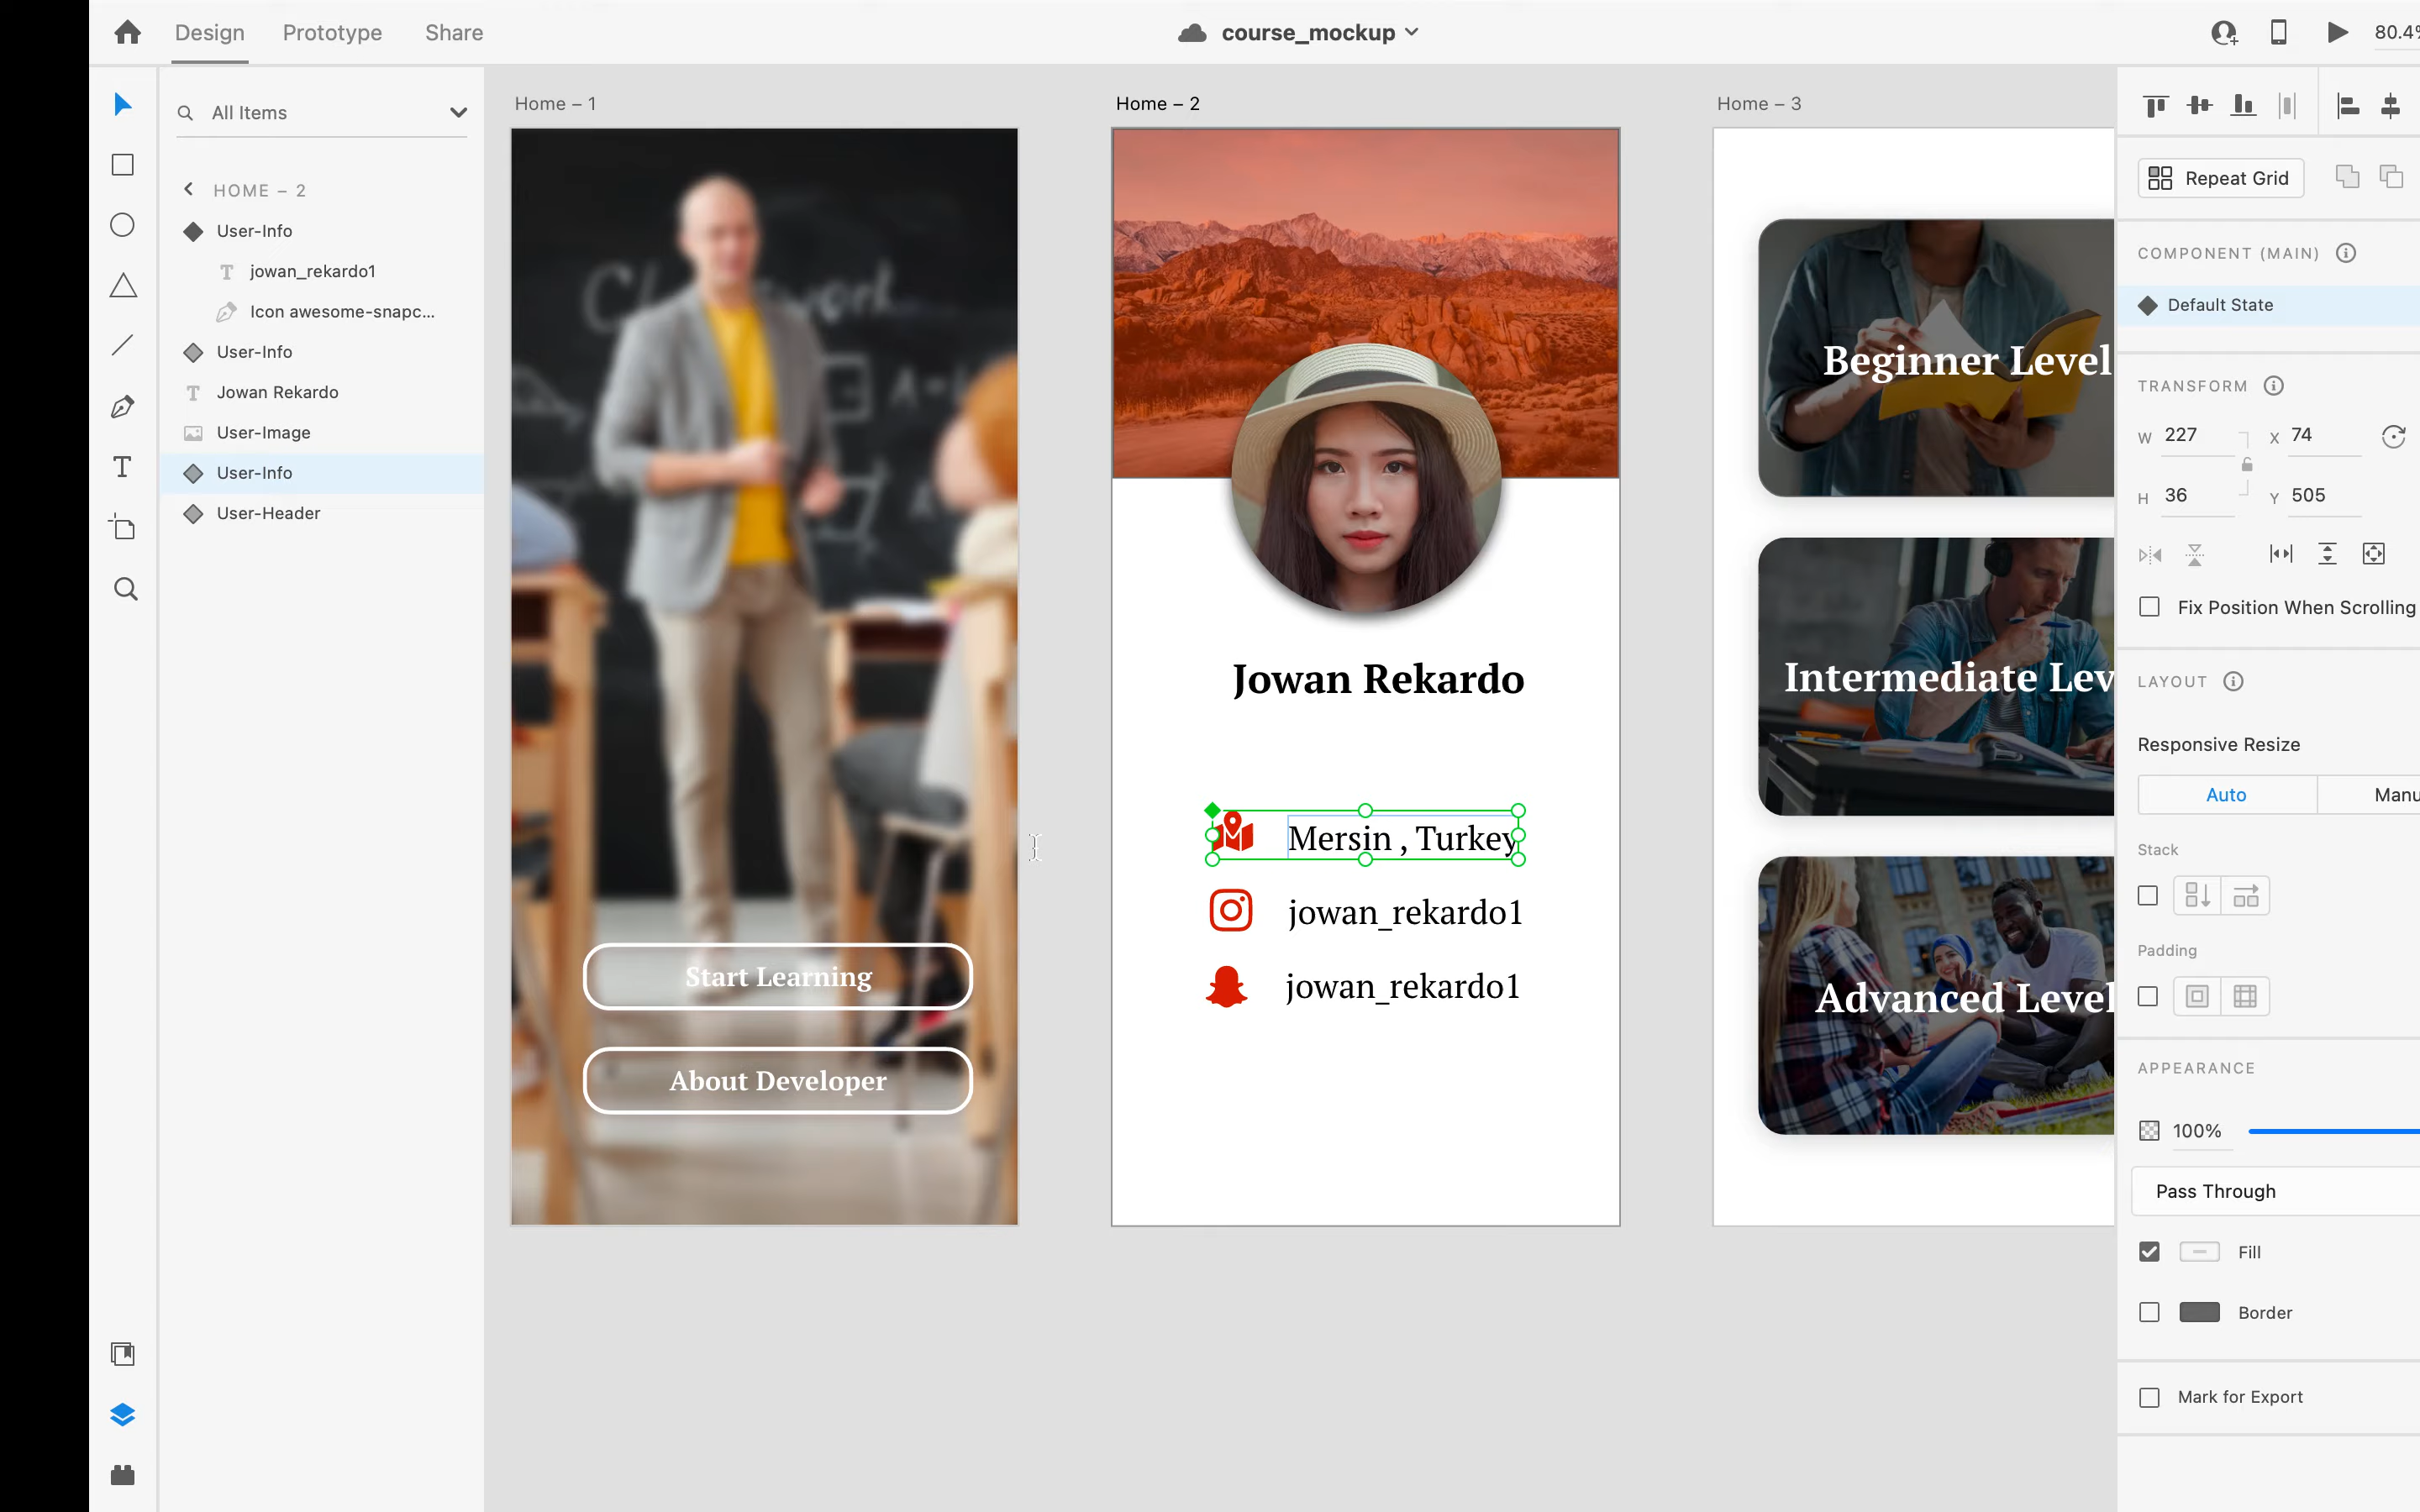 Design Prototype Share course_mockup 80.4%
All Items
HOME – 2
User-Info
jowan_rekardo1
Icon awesome-snapc...
User-Info
Jowan Rekardo
User-Image
User-Info
User-Header
Home – 1
Start Learning
About Developer
Home – 2
Jowan Rekardo
Mersin , Turkey
jowan_rekardo1
jowan_rekardo1
Home – 3
Beginner Level
Intermediate Lev
Advanced Level
Repeat Grid
COMPONENT (MAIN)
Default State
TRANSFORM
W 227 X 74
H 36 Y 505
Fix Position When Scrolling
LAYOUT
Responsive Resize
Auto Manu
Stack
Padding
APPEARANCE
100%
Pass Through
Fill
Border
Mark for Export